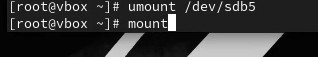 [root@vbox ~]# umount /dev/sdb5
[root@vbox ~]# mount